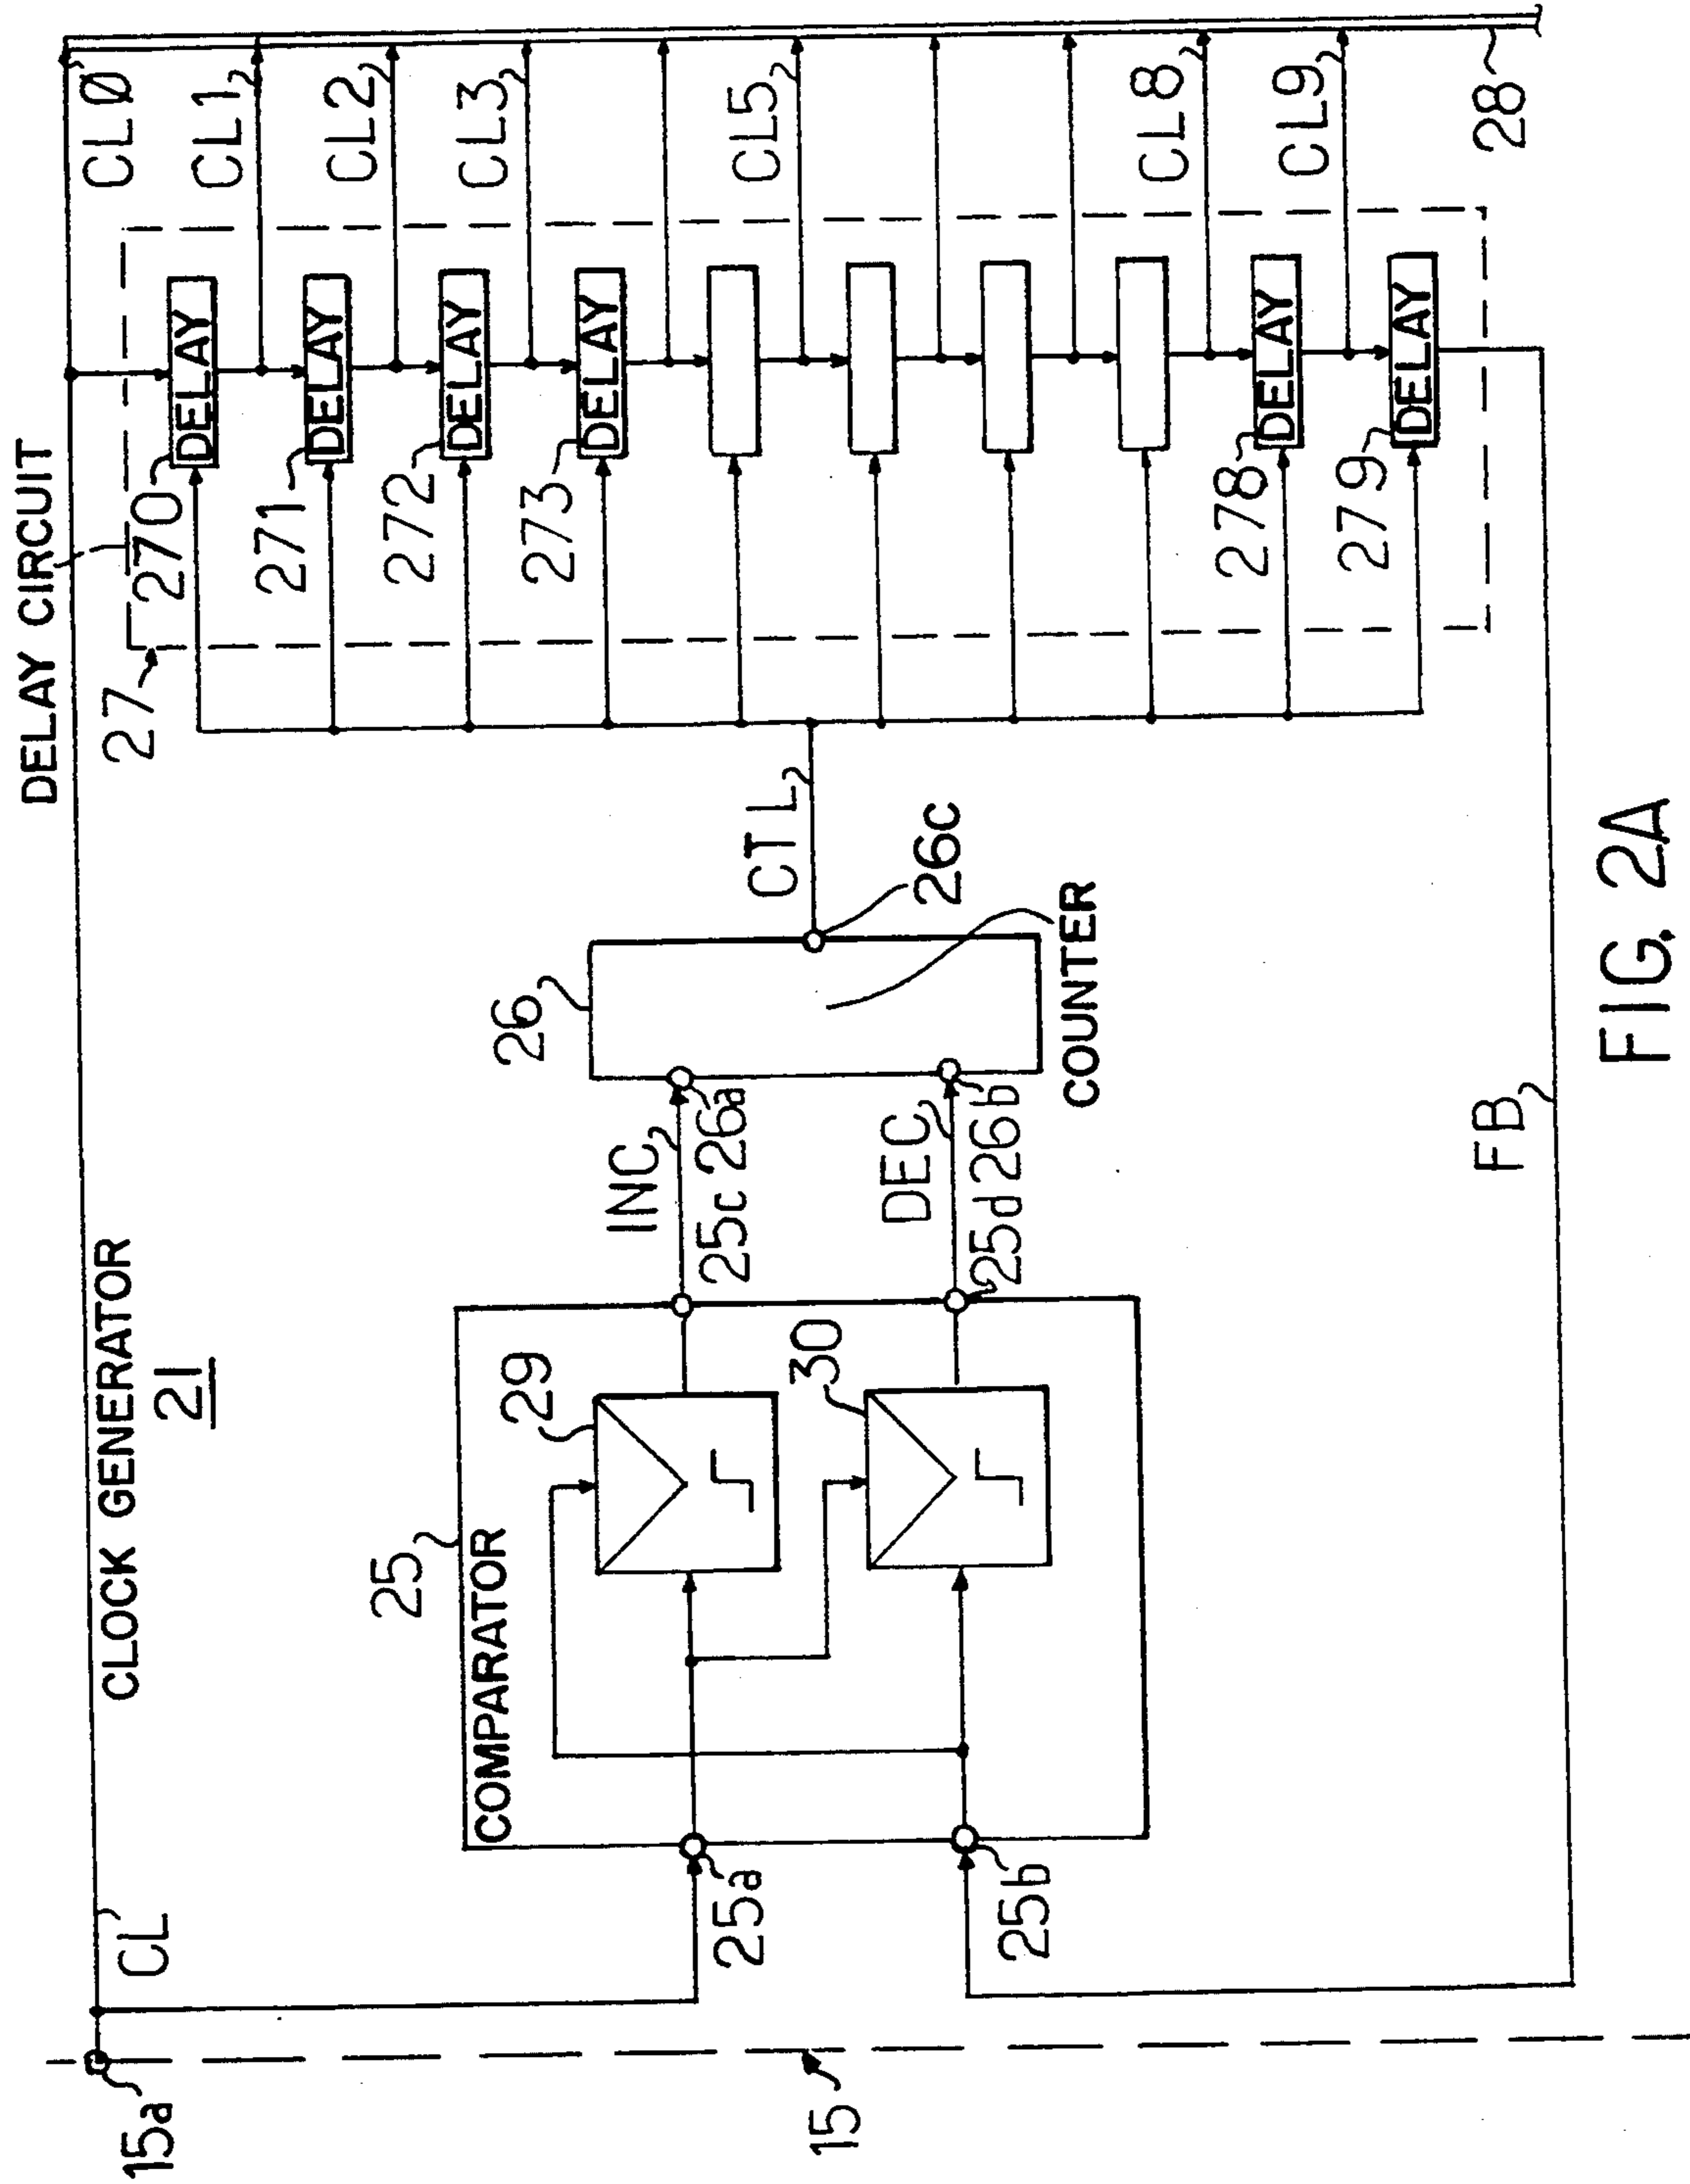 DELAY CIRCUIT
CLOCK GENERATOR
21
CL
15a
15
25
COMPARATOR
25a
25b
29
30
INC
25c 26a
DEC
25d 26b
26
COUNTER
26c
CTL
27
270
DELAY
271
DELAY
272
DELAY
273
DELAY
278
DELAY
279
DELAY
CLØ
CL1
CL2
CL3
CL5
CL8
CL9
28
FB
FIG. 2A